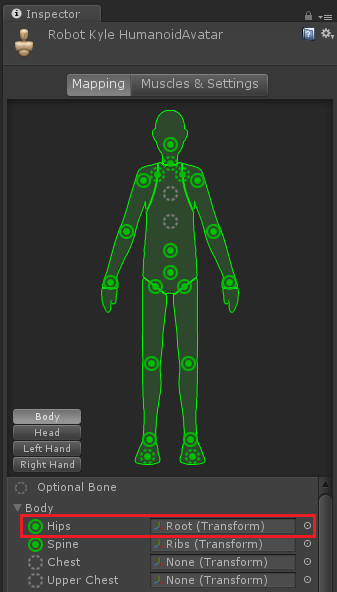 Inspector
Robot Kyle HumanoidAvatar
Mapping Muscles & Settings
Body
Head
Left Hand
Right Hand
Optional Bone
Body
Hips Root (Transform)
Spine Ribs (Transform)
Chest None (Transform)
Upper Chest None (Transform)